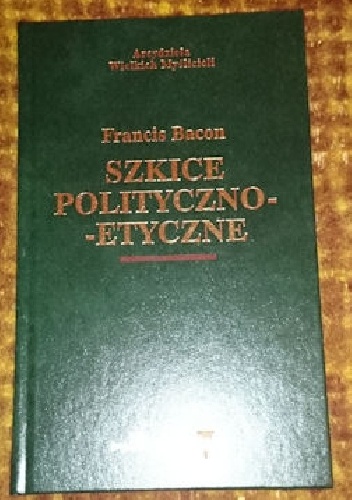 Arcydzieła
Wielkich Myślicieli
Francis Bacon
SZKICE
POLITYCZNO-
-ETYCZNE